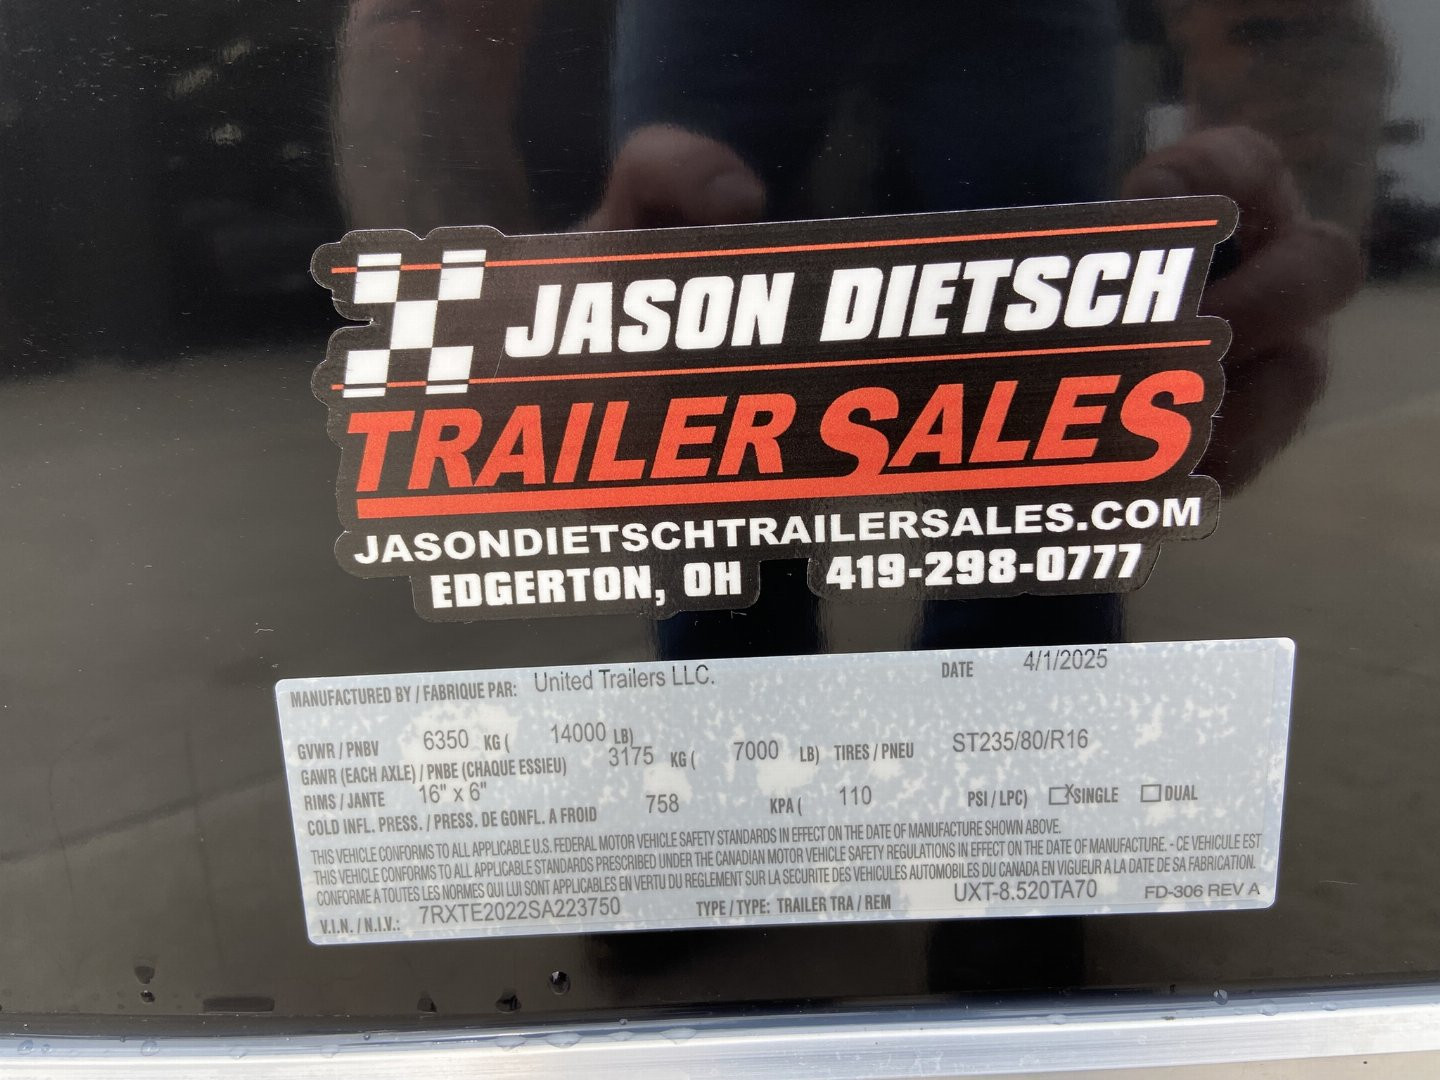 JASON DIETSCH
TRAILER SALES
JASONDIETSCHTRAILERSALES.COM
EDGERTON, OH 419-298-0777
MANUFACTURED BY / FABRIQUE PAR: United Trailers LLC. DATE 4/1/2025
GVWR / PNBV 6350 KG ( 14000 LB)
GAWR (EACH AXLE) / PNBE (CHAQUE ESSIEU) 3175 KG ( 7000 LB) TIRES / PNEU ST235/80/R16
RIMS / JANTE 16" x 6"
COLD INFL. PRESS. / PRESS. DE GONFL. A FROID 758 KPA ( 110 PSI / LPC) X SINGLE DUAL
THIS VEHICLE CONFORMS TO ALL APPLICABLE U.S. FEDERAL MOTOR VEHICLE SAFETY STANDARDS IN EFFECT ON THE DATE OF MANUFACTURE SHOWN ABOVE.
THIS VEHICLE CONFORMS TO ALL APPLICABLE STANDARDS PRESCRIBED UNDER THE CANADIAN MOTOR VEHICLE SAFETY REGULATIONS IN EFFECT ON THE DATE OF MANUFACTURE. - CE VEHICULE EST
CONFORME A TOUTES LES NORMES QUI LUI SONT APPLICABLES EN VERTU DU REGLEMENT SUR LA SECURITE DES VEHICULES AUTOMOBILES DU CANADA EN VIGUEUR A LA DATE DE SA FABRICATION.
V.I.N. / N.I.V.: 7RXTE2022SA223750 TYPE / TYPE: TRAILER TRA / REM UXT-8.520TA70 FD-306 REV A